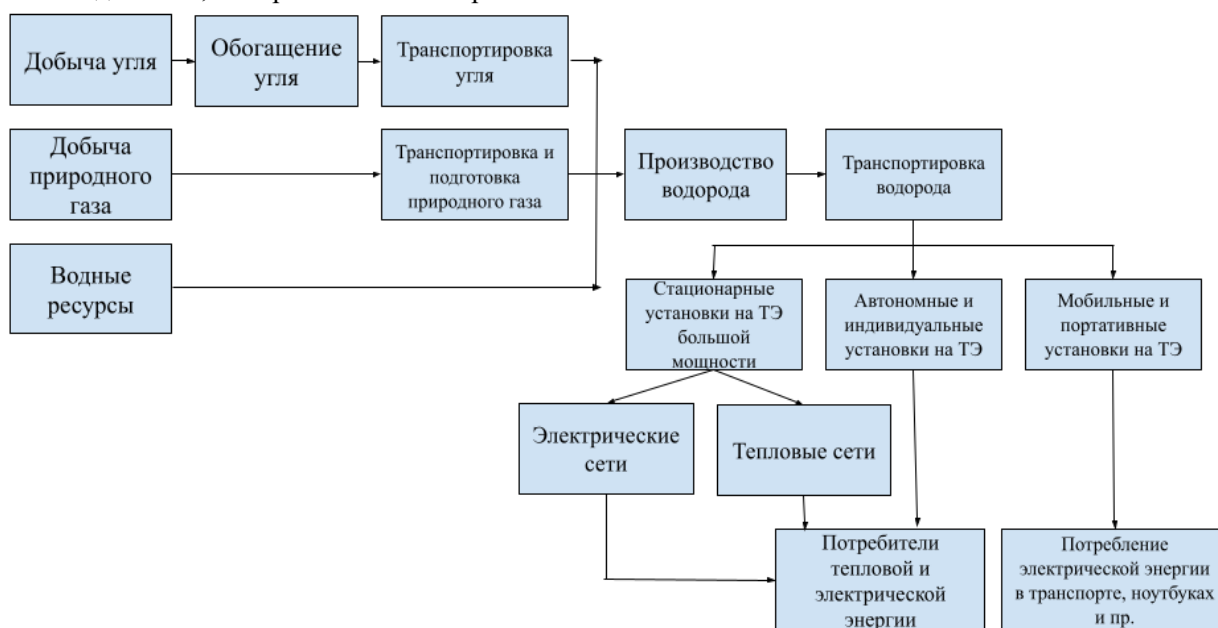 Добыча угля
Обогащение
угля
Транспортировка
угля
Добыча
природного
газа
Транспортировка и
подготовка
природного газа
Производство
водорода
Транспортировка
водорода
Водные
ресурсы
Стационарные
установки на ТЭ
большой
мощности
Автономные и
индивидуальные
установки на ТЭ
Мобильные и
портативные
установки на ТЭ
Электрические
сети
Тепловые сети
Потребители
тепловой и
электрической
энергии
Потребление
электрической энергии
в транспорте, ноутбуках
и пр.